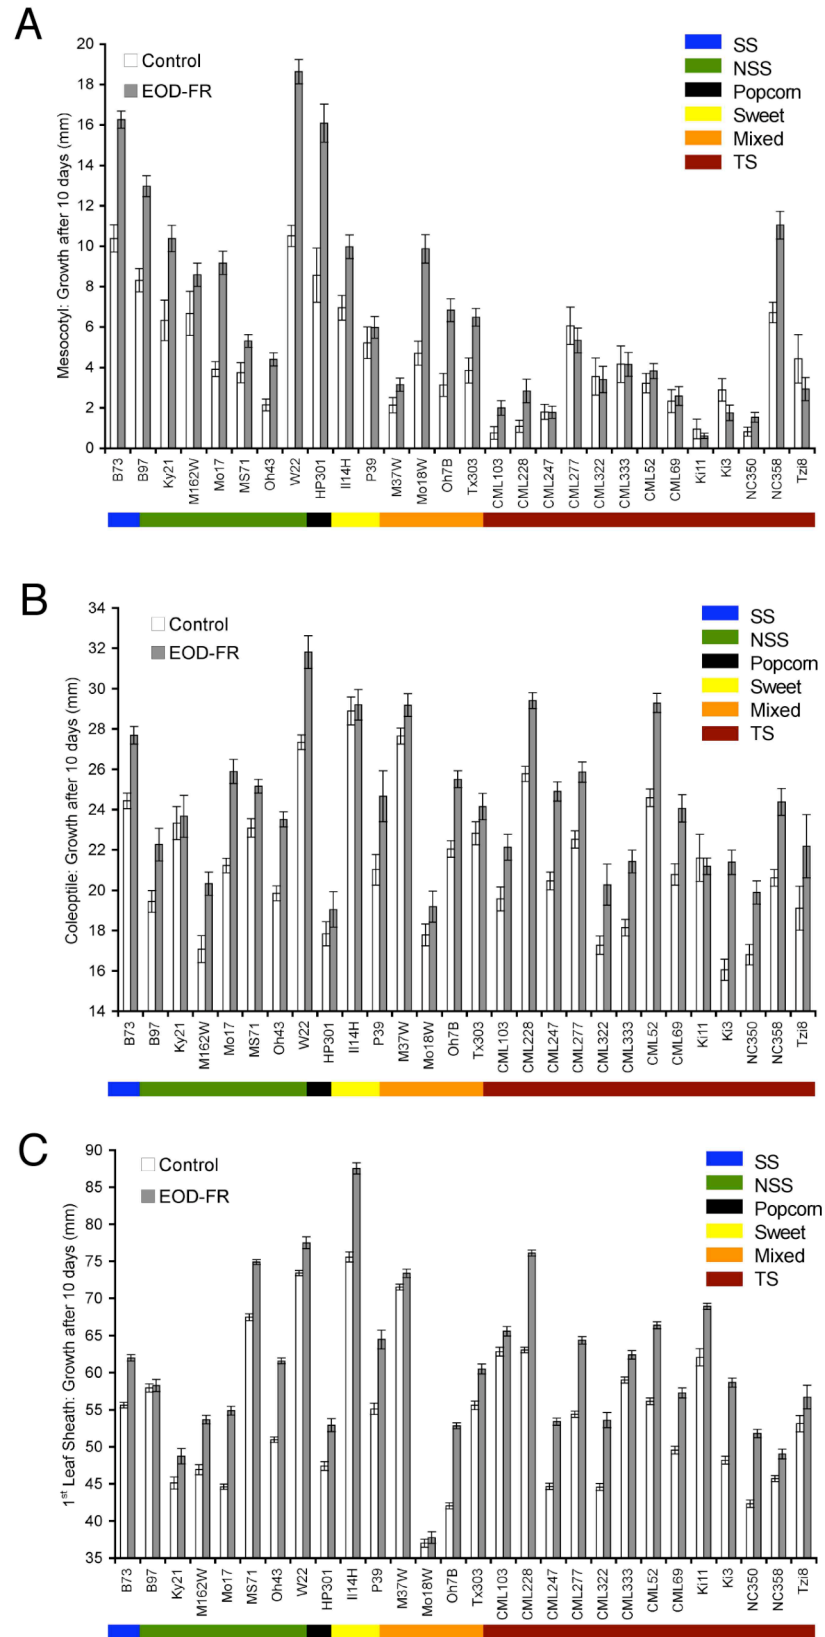 A
Mesocotyl: Growth after 10 days (mm)
20
18
16
14
12
10
8
6
4
2
0
Control
EOD-FR
SS
NSS
Popcorn
Sweet
Mixed
TS
B73
B97
Ky21
M162W
Mo17
MS71
Oh43
W22
HP301
Il14H
P39
M37W
Mo18W
Oh7B
Tx303
CML103
CML228
CML247
CML277
CML322
CML333
CML52
CML69
Ki11
Ki3
NC350
NC358
Tzi8
B
Coleoptile: Growth after 10 days (mm)
34
32
30
28
26
24
22
20
18
16
14
Control
EOD-FR
SS
NSS
Popcorn
Sweet
Mixed
TS
B73
B97
Ky21
M162W
Mo17
MS71
Oh43
W22
HP301
Il14H
P39
M37W
Mo18W
Oh7B
Tx303
CML103
CML228
CML247
CML277
CML322
CML333
CML52
CML69
Ki11
Ki3
NC350
NC358
Tzi8
C
1st Leaf Sheath: Growth after 10 days (mm)
90
85
80
75
70
65
60
55
50
45
40
35
Control
EOD-FR
SS
NSS
Popcorn
Sweet
Mixed
TS
B73
B97
Ky21
M162W
Mo17
MS71
Oh43
W22
HP301
Il14H
P39
M37W
Mo18W
Oh7B
Tx303
CML103
CML228
CML247
CML277
CML322
CML333
CML52
CML69
Ki11
Ki3
NC350
NC358
Tzi8